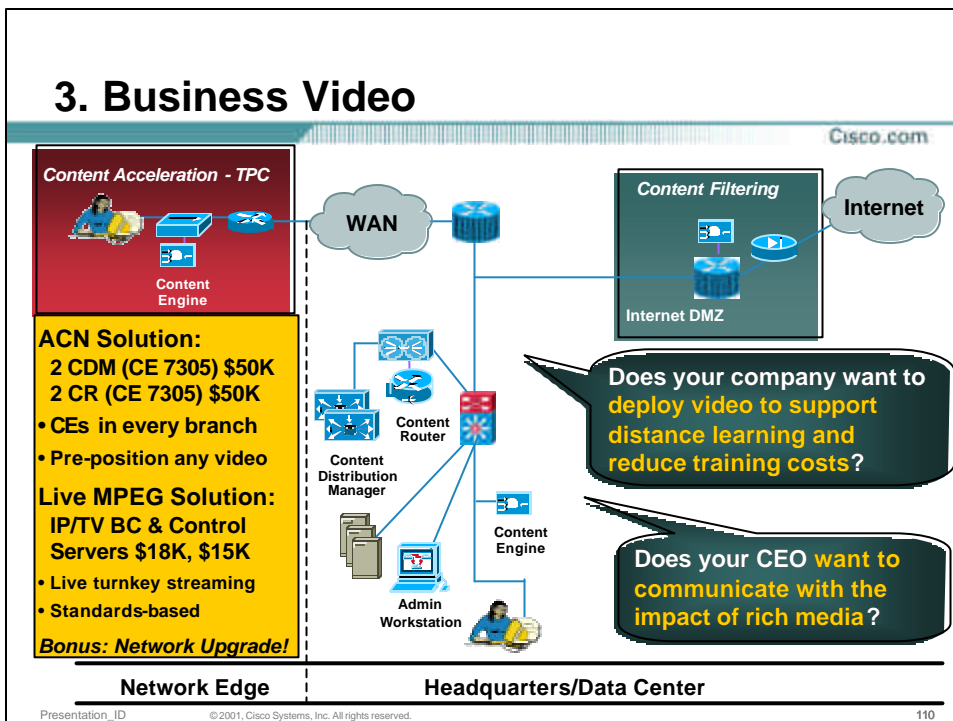 3. Business Video
Cisco.com
Content Acceleration - TPC
Content
Engine
WAN
Content Filtering
Internet DMZ
Internet
ACN Solution:
2 CDM (CE 7305) $50K
2 CR (CE 7305) $50K
• CEs in every branch
• Pre-position any video
Live MPEG Solution:
IP/TV BC & Control
Servers $18K, $15K
• Live turnkey streaming
• Standards-based
Bonus: Network Upgrade!
Content
Router
Content
Distribution
Manager
Content
Engine
Admin
Workstation
Does your company want to
deploy video to support
distance learning and
reduce training costs?
Does your CEO want to
communicate with the
impact of rich media?
Network Edge
Headquarters/Data Center
Presentation_ID
© 2001, Cisco Systems, Inc. All rights reserved.
110